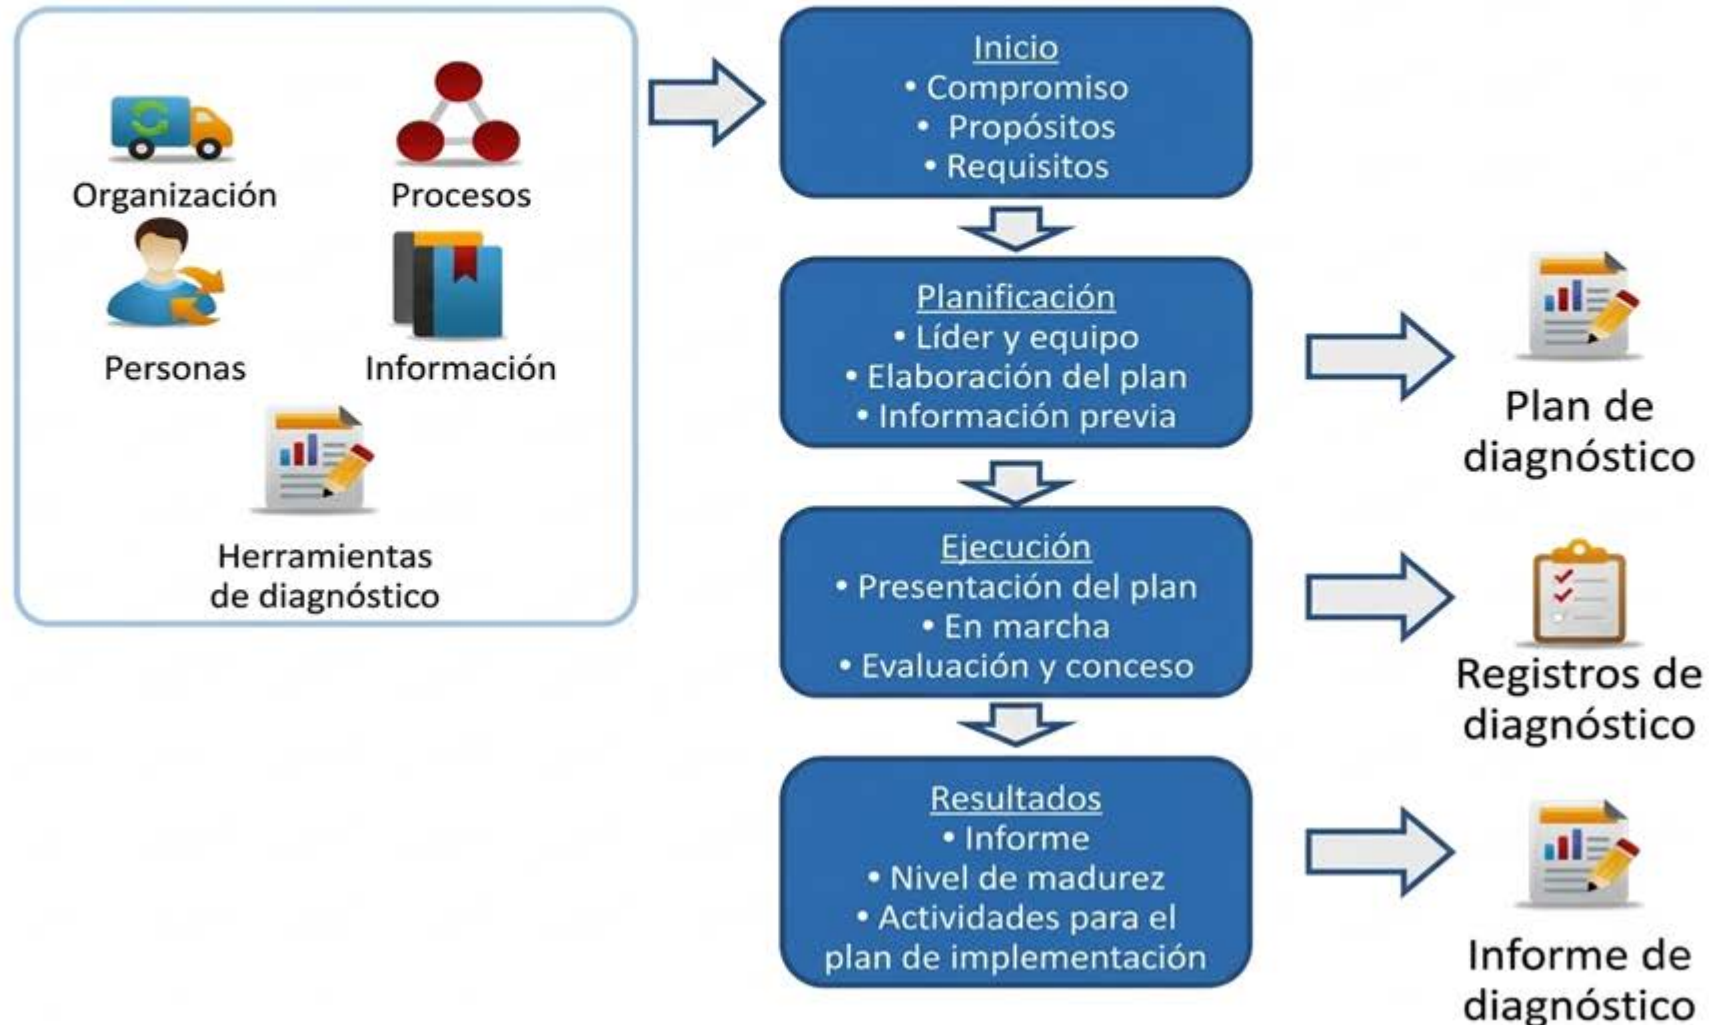 Organización
Procesos
Personas
Información
Herramientas
de diagnóstico
Inicio
• Compromiso
• Propósitos
• Requisitos
Planificación
• Líder y equipo
• Elaboración del plan
• Información previa
Plan de
diagnóstico
Ejecución
• Presentación del plan
• En marcha
• Evaluación y conceso
Registros de
diagnóstico
Resultados
• Informe
• Nivel de madurez
• Actividades para el
plan de implementación
Informe de
diagnóstico